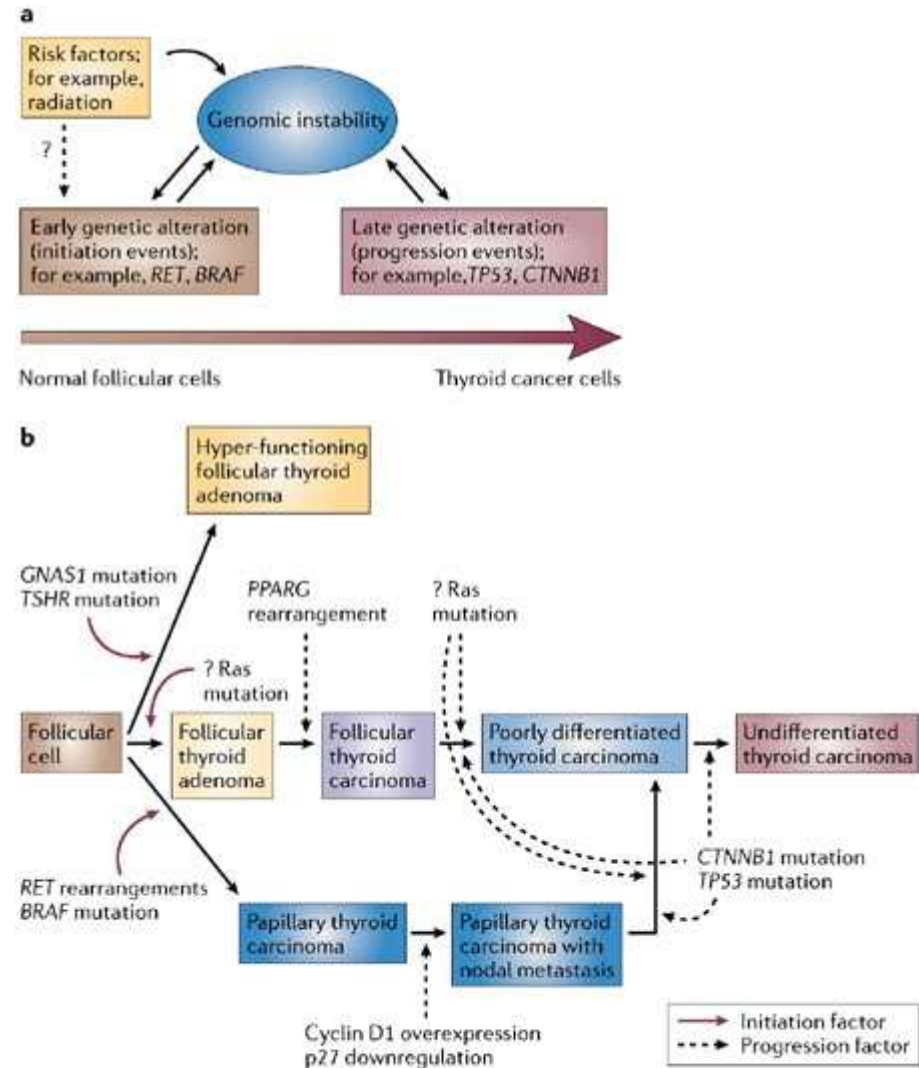 a
Risk factors;
for example,
radiation
Genomic instability
?
Early genetic alteration
(initiation events);
for example, RET, BRAF
Late genetic alteration
(progression events);
for example,TP53, CTNNB1
Normal follicular cells
Thyroid cancer cells
b
Hyper-functioning
follicular thyroid
adenoma
GNAS1 mutation
TSHR mutation
PPARG
rearrangement
? Ras
mutation
? Ras
mutation
Follicular
cell
Follicular
thyroid
adenoma
Follicular
thyroid
carcinoma
Poorly differentiated
thyroid carcinoma
Undifferentiated
thyroid carcinoma
RET rearrangements
BRAF mutation
CTNNB1 mutation
TP53 mutation
Papillary thyroid
carcinoma
Papillary thyroid
carcinoma with
nodal metastasis
Cyclin D1 overexpression
p27 downregulation
Initiation factor
Progression factor